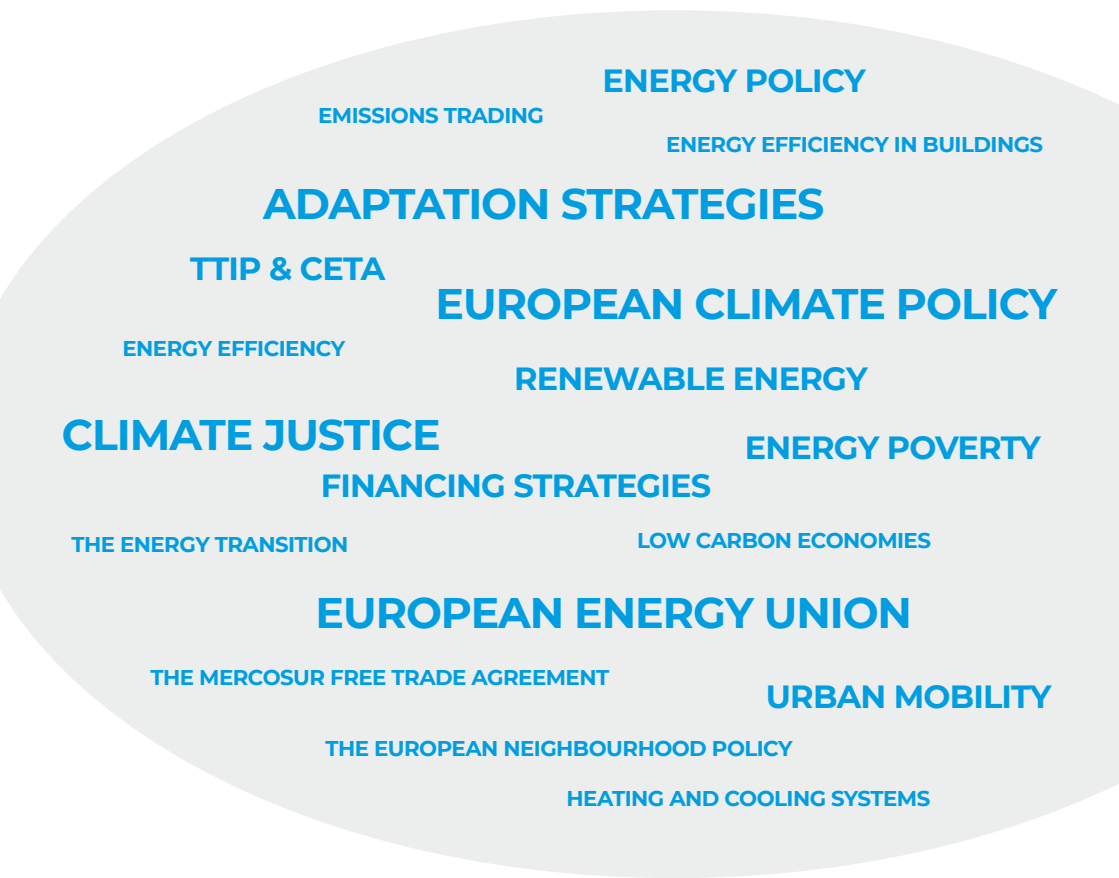 ENERGY POLICY
EMISSIONS TRADING
ENERGY EFFICIENCY IN BUILDINGS
ADAPTATION STRATEGIES
TTIP & CETA
EUROPEAN CLIMATE POLICY
ENERGY EFFICIENCY
RENEWABLE ENERGY
CLIMATE JUSTICE
ENERGY POVERTY
FINANCING STRATEGIES
THE ENERGY TRANSITION
LOW CARBON ECONOMIES
EUROPEAN ENERGY UNION
THE MERCOSUR FREE TRADE AGREEMENT
URBAN MOBILITY
THE EUROPEAN NEIGHBOURHOOD POLICY
HEATING AND COOLING SYSTEMS